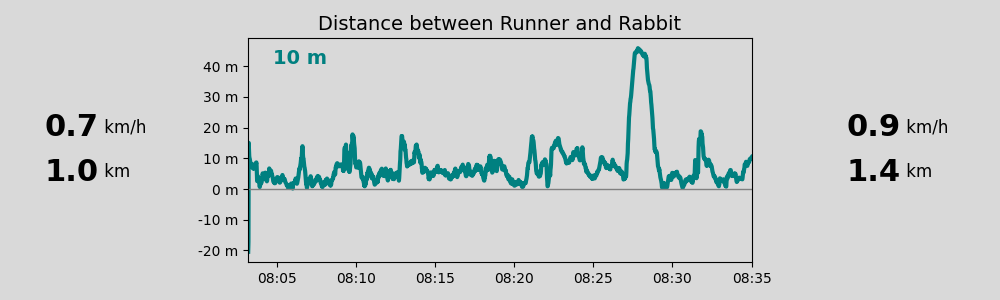 Distance between Runner and Rabbit
10 m
40 m
30 m
20 m
10 m
0 m
-10 m
-20 m
08:05 08:10 08:15 08:20 08:25 08:30 08:35
0.7 km/h
1.0 km
0.9 km/h
1.4 km